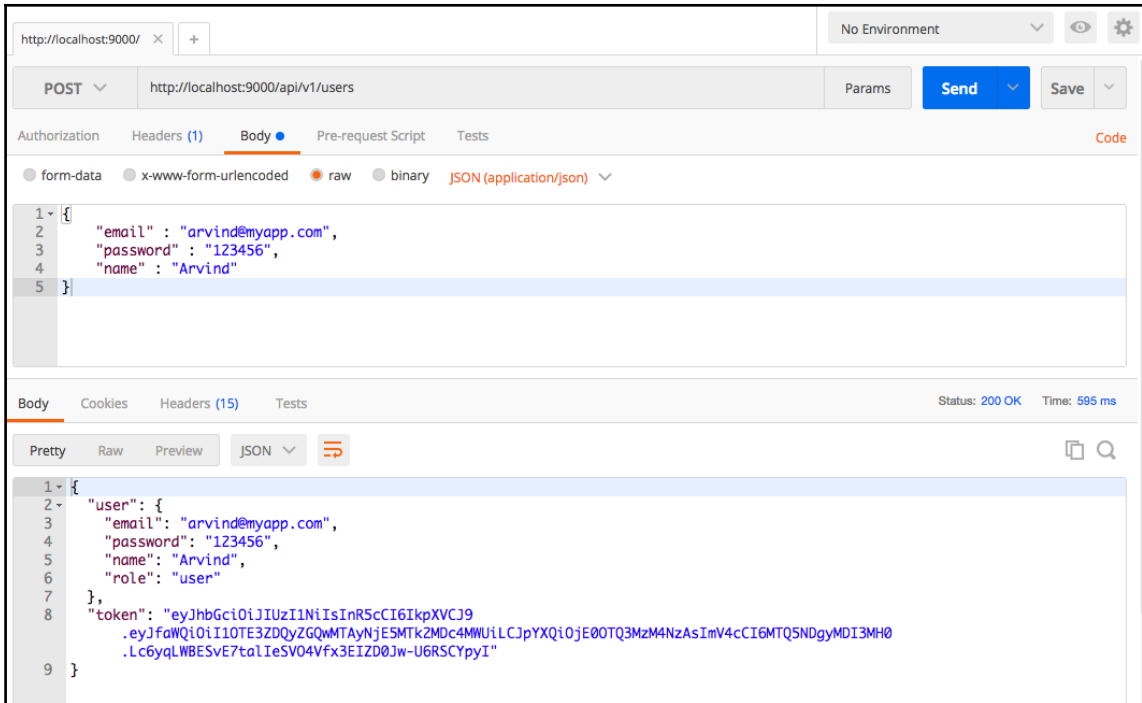 http://localhost:9000/
No Environment
POST http://localhost:9000/api/v1/users Params Send Save
Authorization Headers (1) Body Pre-request Script Tests Code
form-data x-www-form-urlencoded raw binary JSON (application/json)
1 {
2 "email" : "arvind@myapp.com",
3 "password" : "123456",
4 "name" : "Arvind"
5 }
Body Cookies Headers (15) Tests Status: 200 OK Time: 595 ms
Pretty Raw Preview JSON
1 {
2 "user": {
3 "email": "arvind@myapp.com",
4 "password": "123456",
5 "name": "Arvind",
6 "role": "user"
7 },
8 "token": "eyJhbGciOiJIUzI1NiIsInR5cCI6IkpXVCJ9
.eyJfaWQiOiI1OTE3ZDQyZGQwMTAyNjE5MTk2MDc4MWUiLCJpYXQiOjE0OTQ3MzM4NzAsImV4cCI6MTQ5NDgyMDI3MH0
.Lc6yqLWBESvE7talIeSVO4Vfx3EIZD0Jw-U6RSCYpyI"
9 }